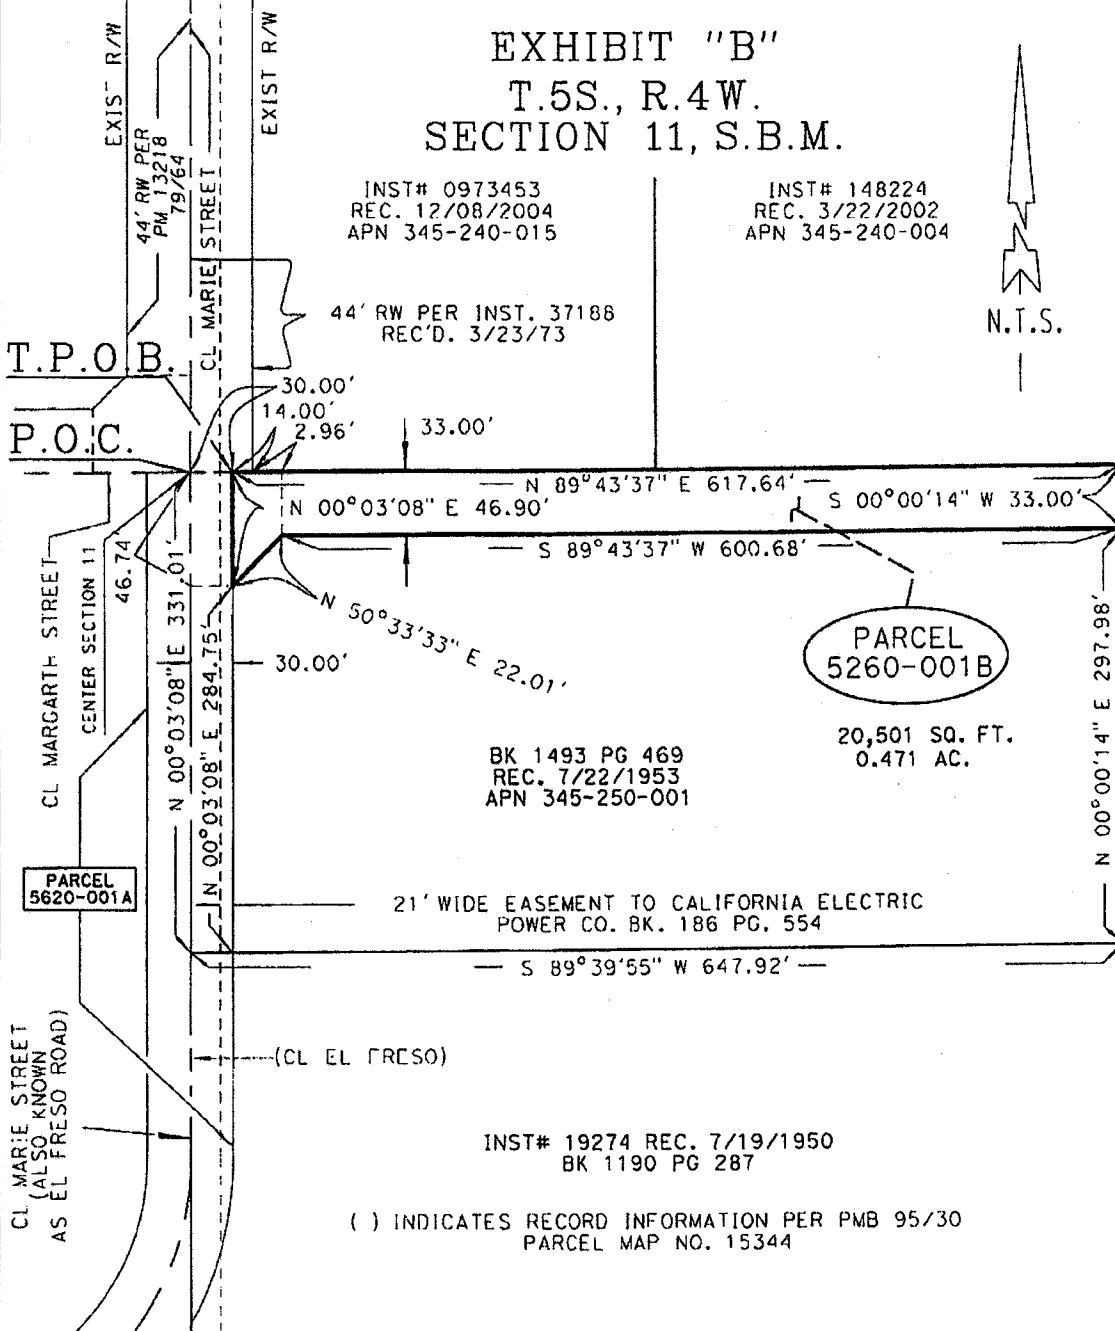 EXHIBIT "B"
T.5S., R.4W.
SECTION 11, S.B.M.
EXIST R/W
EXIST R/W
44' RW PER
PM 13218
79/64
CL MARIE STREET
INST# 0973453
REC. 12/08/2004
APN 345-240-015
INST# 148224
REC. 3/22/2002
APN 345-240-004
N.T.S.
44' RW PER INST. 37188
REC'D. 3/23/73
T.P.O.B.
30.00'
14.00'
2.96'
33.00'
P.O.C.
N 89°43'37" E 617.64'
S 00°00'14" W 33.00'
N 00°03'08" E 46.90'
S 89°43'37" W 600.68'
N 50°33'33" E 22.01'
46.74'
CENTER SECTION 11
CL MARGARTH STREET
N 00°03'08" E 331.01'
N 00°03'08" E 284.75'
30.00'
PARCEL
5260-001B
20,501 SQ. FT.
0.471 AC.
N 00°00'14" E 297.98'
BK 1493 PG 469
REC. 7/22/1953
APN 345-250-001
PARCEL
5620-001A
21' WIDE EASEMENT TO CALIFORNIA ELECTRIC
POWER CO. BK. 186 PG. 554
S 89°39'55" W 647.92'
CL MARIE STREET
(ALSO KNOWN
AS EL FRESO ROAD)
(CL EL FRESO)
INST# 19274 REC. 7/19/1950
BK 1190 PG 287
( ) INDICATES RECORD INFORMATION PER PMB 95/30
PARCEL MAP NO. 15344